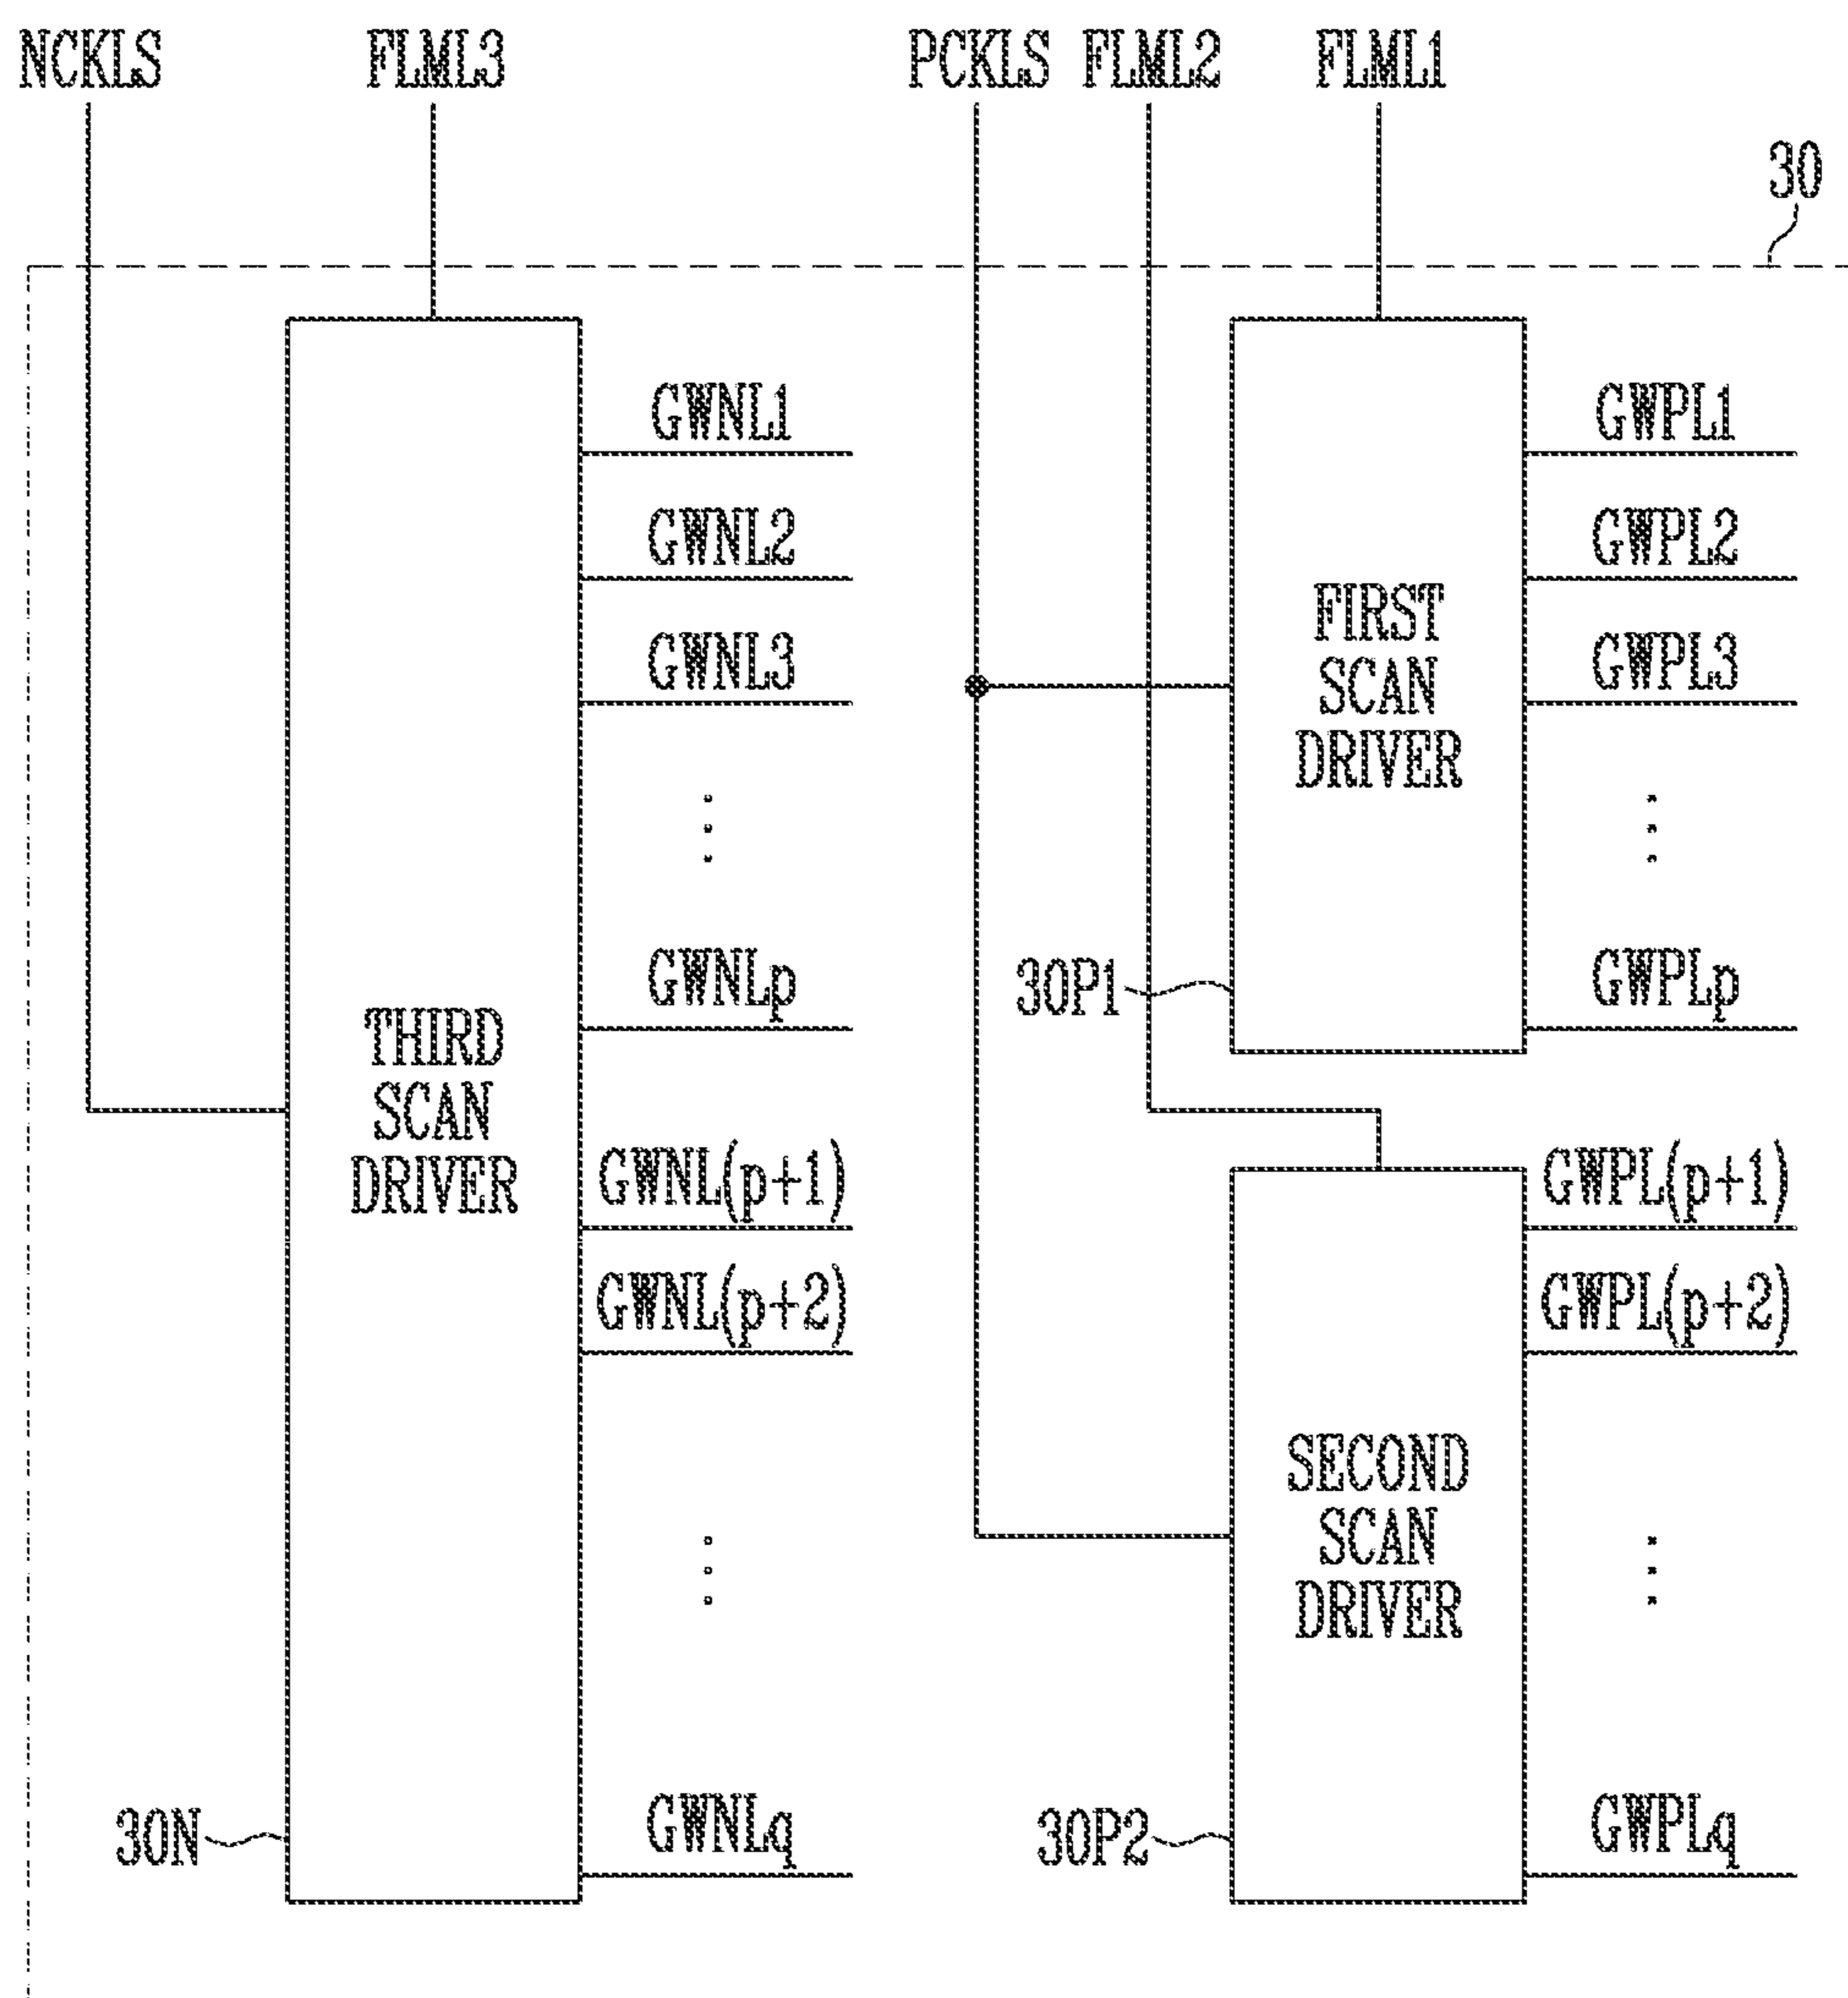 NCKLS FLML3 PCKLS FLML2 FLML1
30
GWNL1
GWNL2
GWNL3
GWNLp
THIRD
SCAN
DRIVER
GWNL(p+1)
GWNL(p+2)
GWNLq
30N
GWPL1
GWPL2
GWPL3
FIRST
SCAN
DRIVER
30P1
GWPLp
GWPL(p+1)
GWPL(p+2)
SECOND
SCAN
DRIVER
30P2
GWPLq